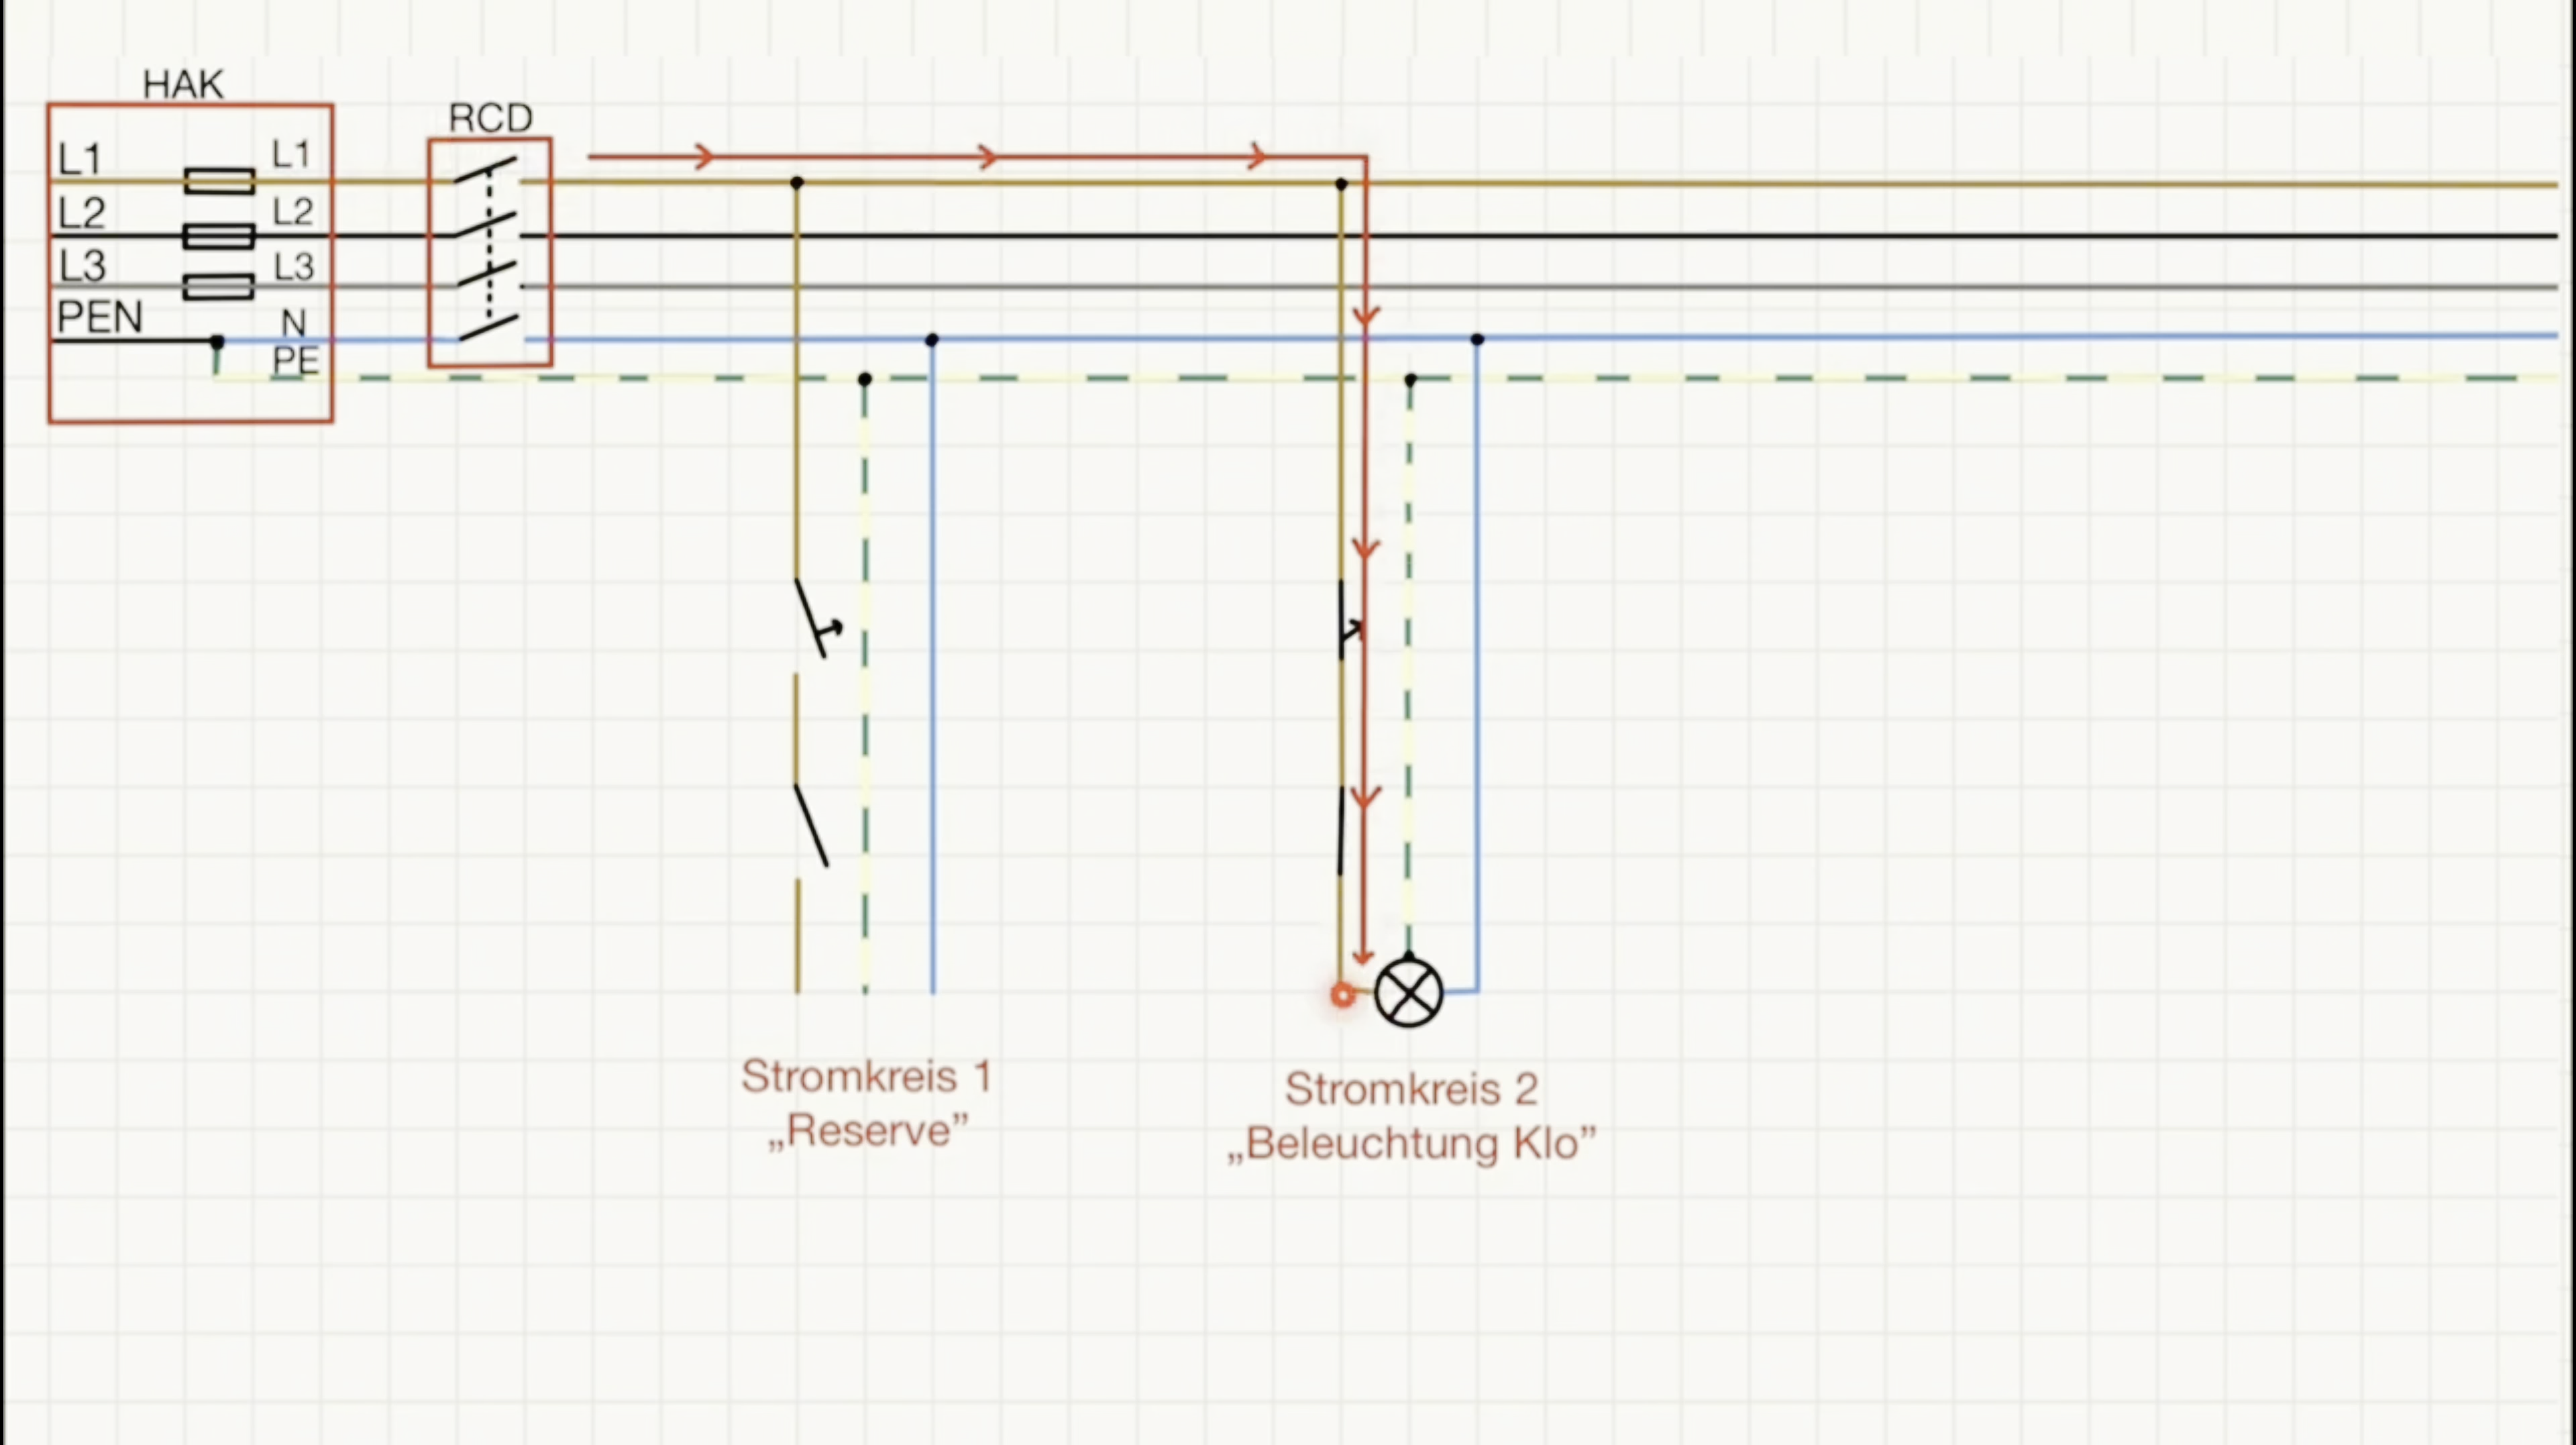 HAK
RCD
L1
L1
L2
L2
L3
L3
PEN
N
PE
Stromkreis 1
„Reserve”
Stromkreis 2
„Beleuchtung Klo”